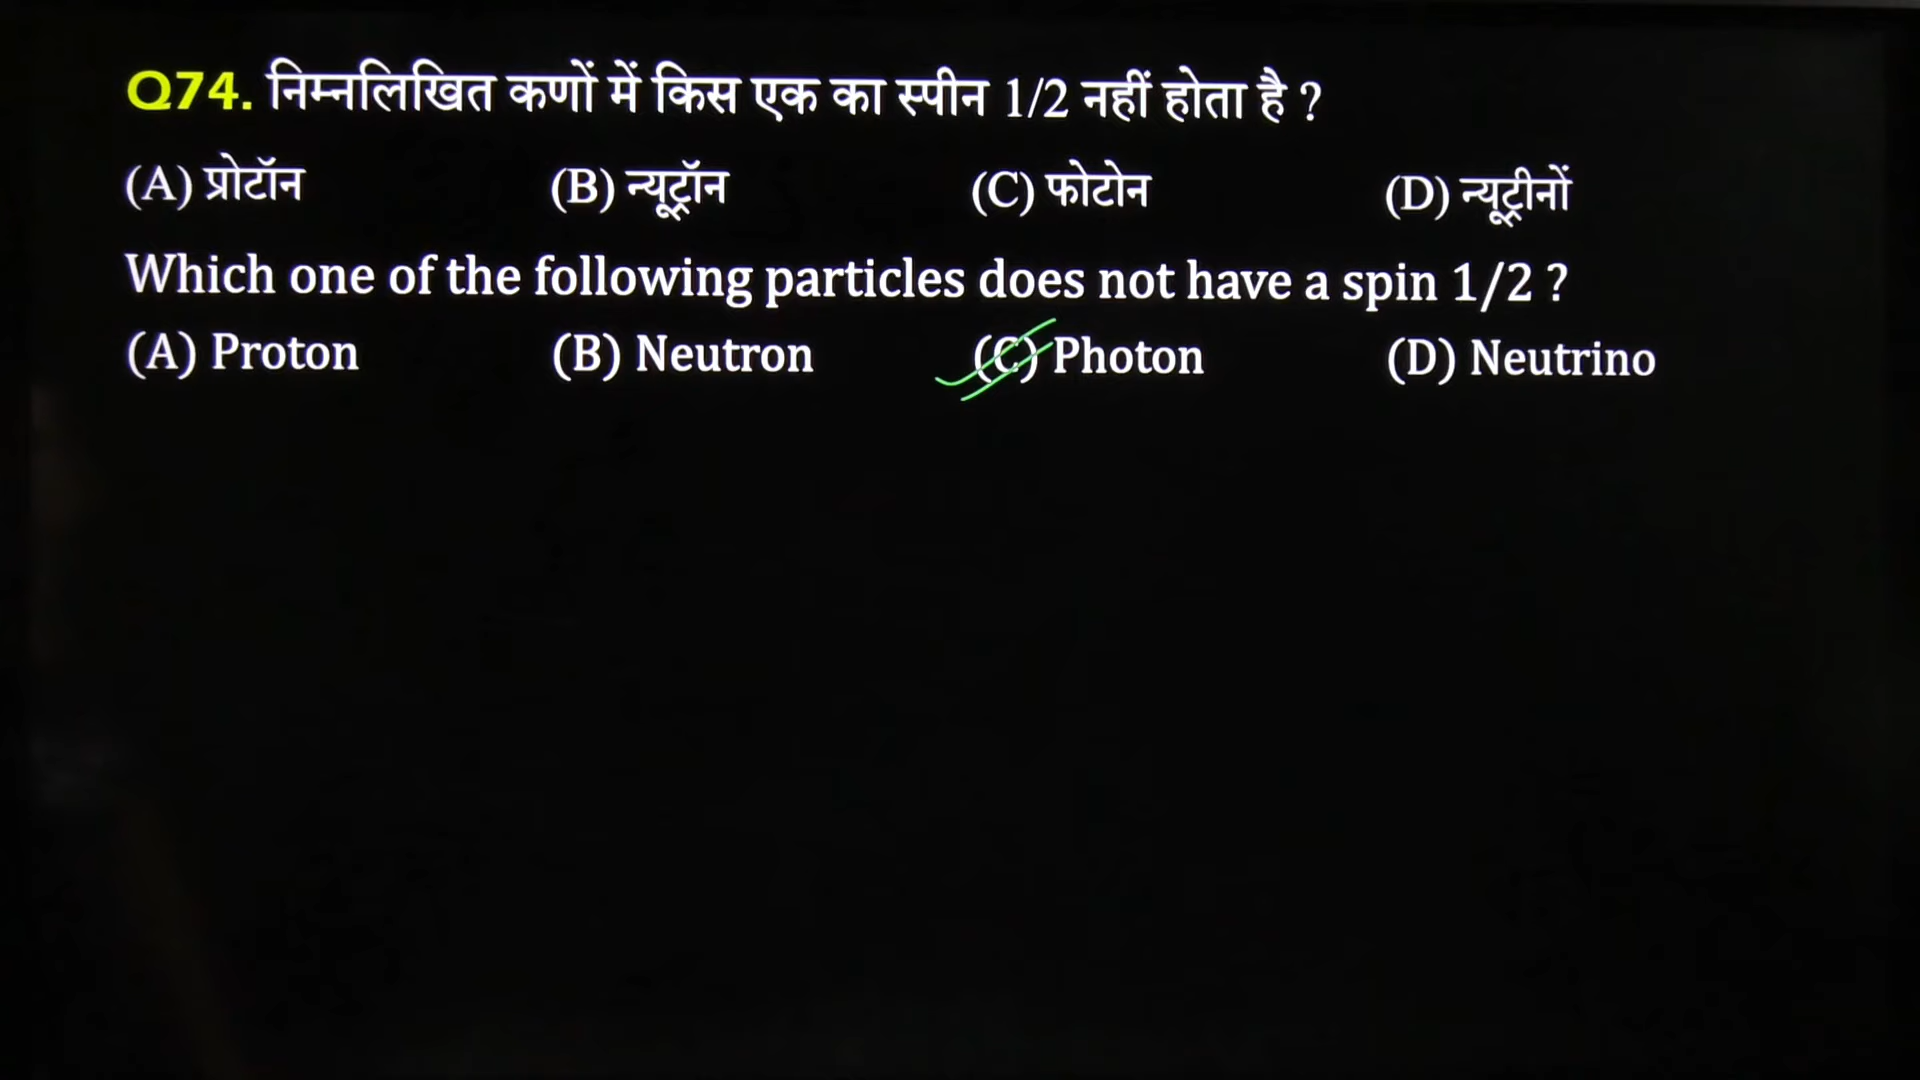 Q74. निम्नलिखित कणों में किस एक का स्पीन 1/2 नहीं होता है ?
(A) प्रोटॉन (B) न्यूट्रॉन (C) फोटोन (D) न्यूट्रीनों
Which one of the following particles does not have a spin 1/2 ?
(A) Proton (B) Neutron (C) Photon (D) Neutrino